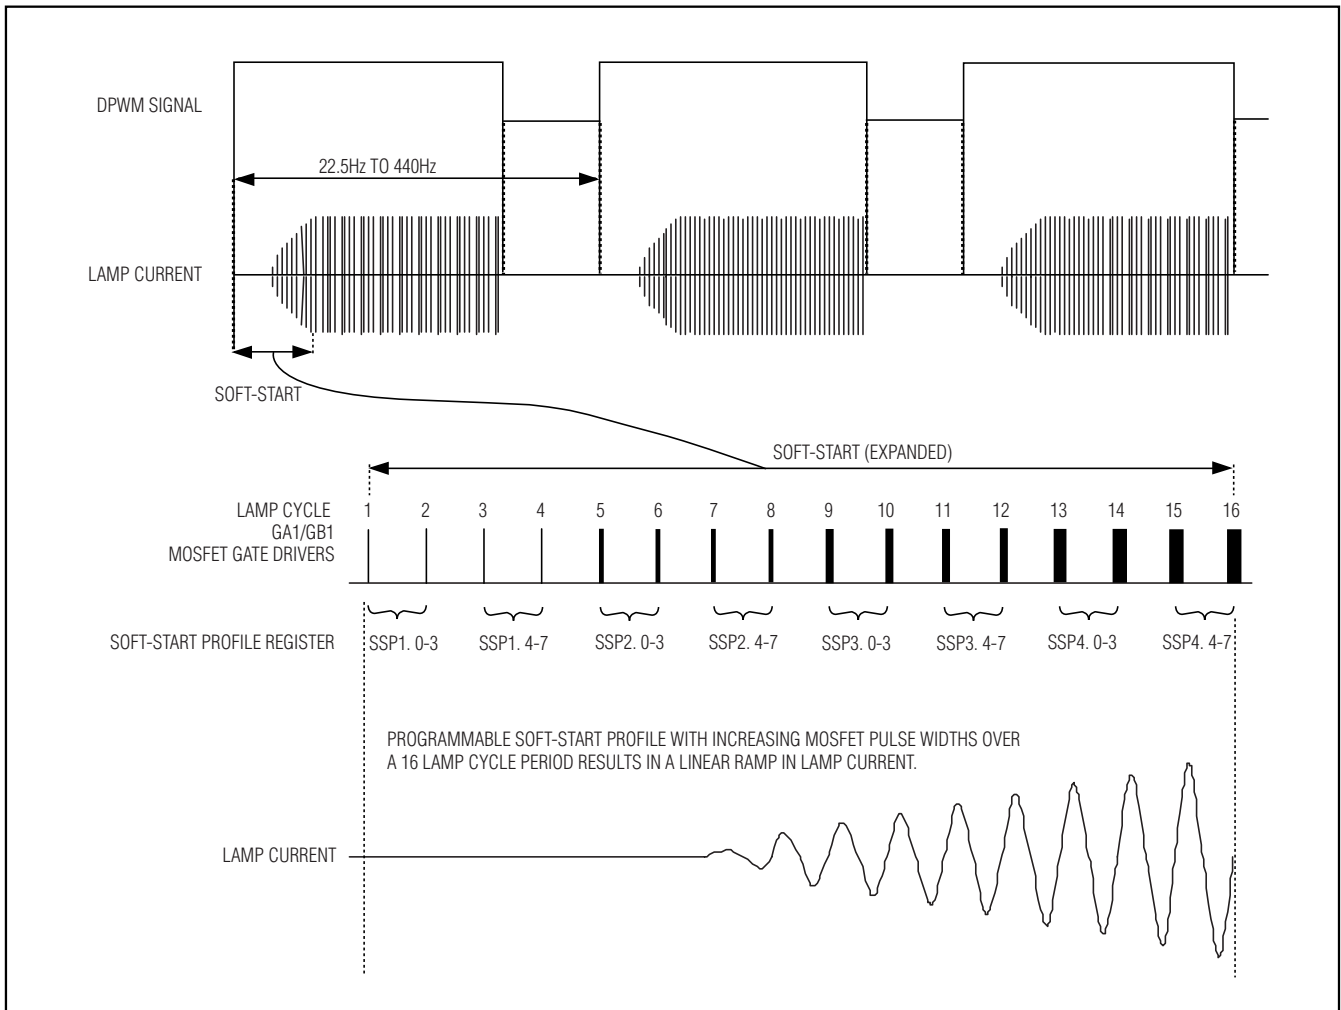 DPWM SIGNAL
22.5Hz TO 440Hz
LAMP CURRENT
SOFT-START
SOFT-START (EXPANDED)
LAMP CYCLE 1 2 3 4 5 6 7 8 9 10 11 12 13 14 15 16
GA1/GB1
MOSFET GATE DRIVERS
SOFT-START PROFILE REGISTER SSP1. 0-3 SSP1. 4-7 SSP2. 0-3 SSP2. 4-7 SSP3. 0-3 SSP3. 4-7 SSP4. 0-3 SSP4. 4-7
PROGRAMMABLE SOFT-START PROFILE WITH INCREASING MOSFET PULSE WIDTHS OVER
A 16 LAMP CYCLE PERIOD RESULTS IN A LINEAR RAMP IN LAMP CURRENT.
LAMP CURRENT